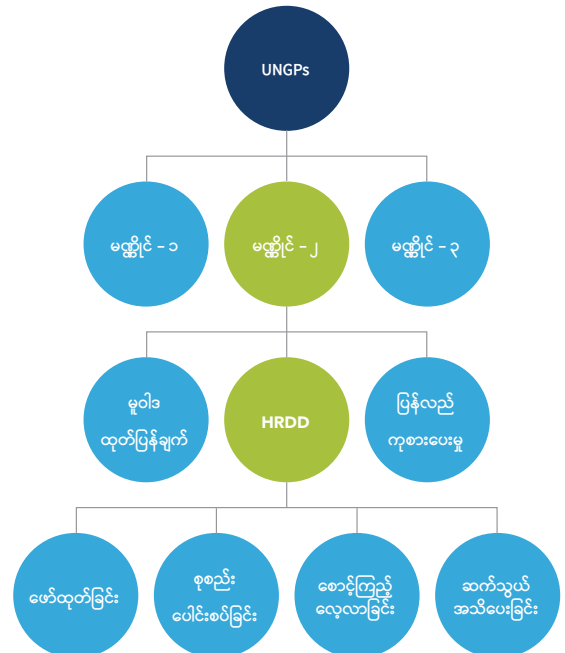 UNGPs
မဏ္ဍိုင် – ၁
မဏ္ဍိုင် – ၂
မဏ္ဍိုင် – ၃
မူဝါဒ
ထုတ်ပြန်ချက်
HRDD
ပြန်လည်
ကုစားပေးမှု
ဖော်ထုတ်ခြင်း
စုစည်း
ပေါင်းစပ်ခြင်း
စောင့်ကြည့်
လေ့လာခြင်း
ဆက်သွယ်
အသိပေးခြင်း